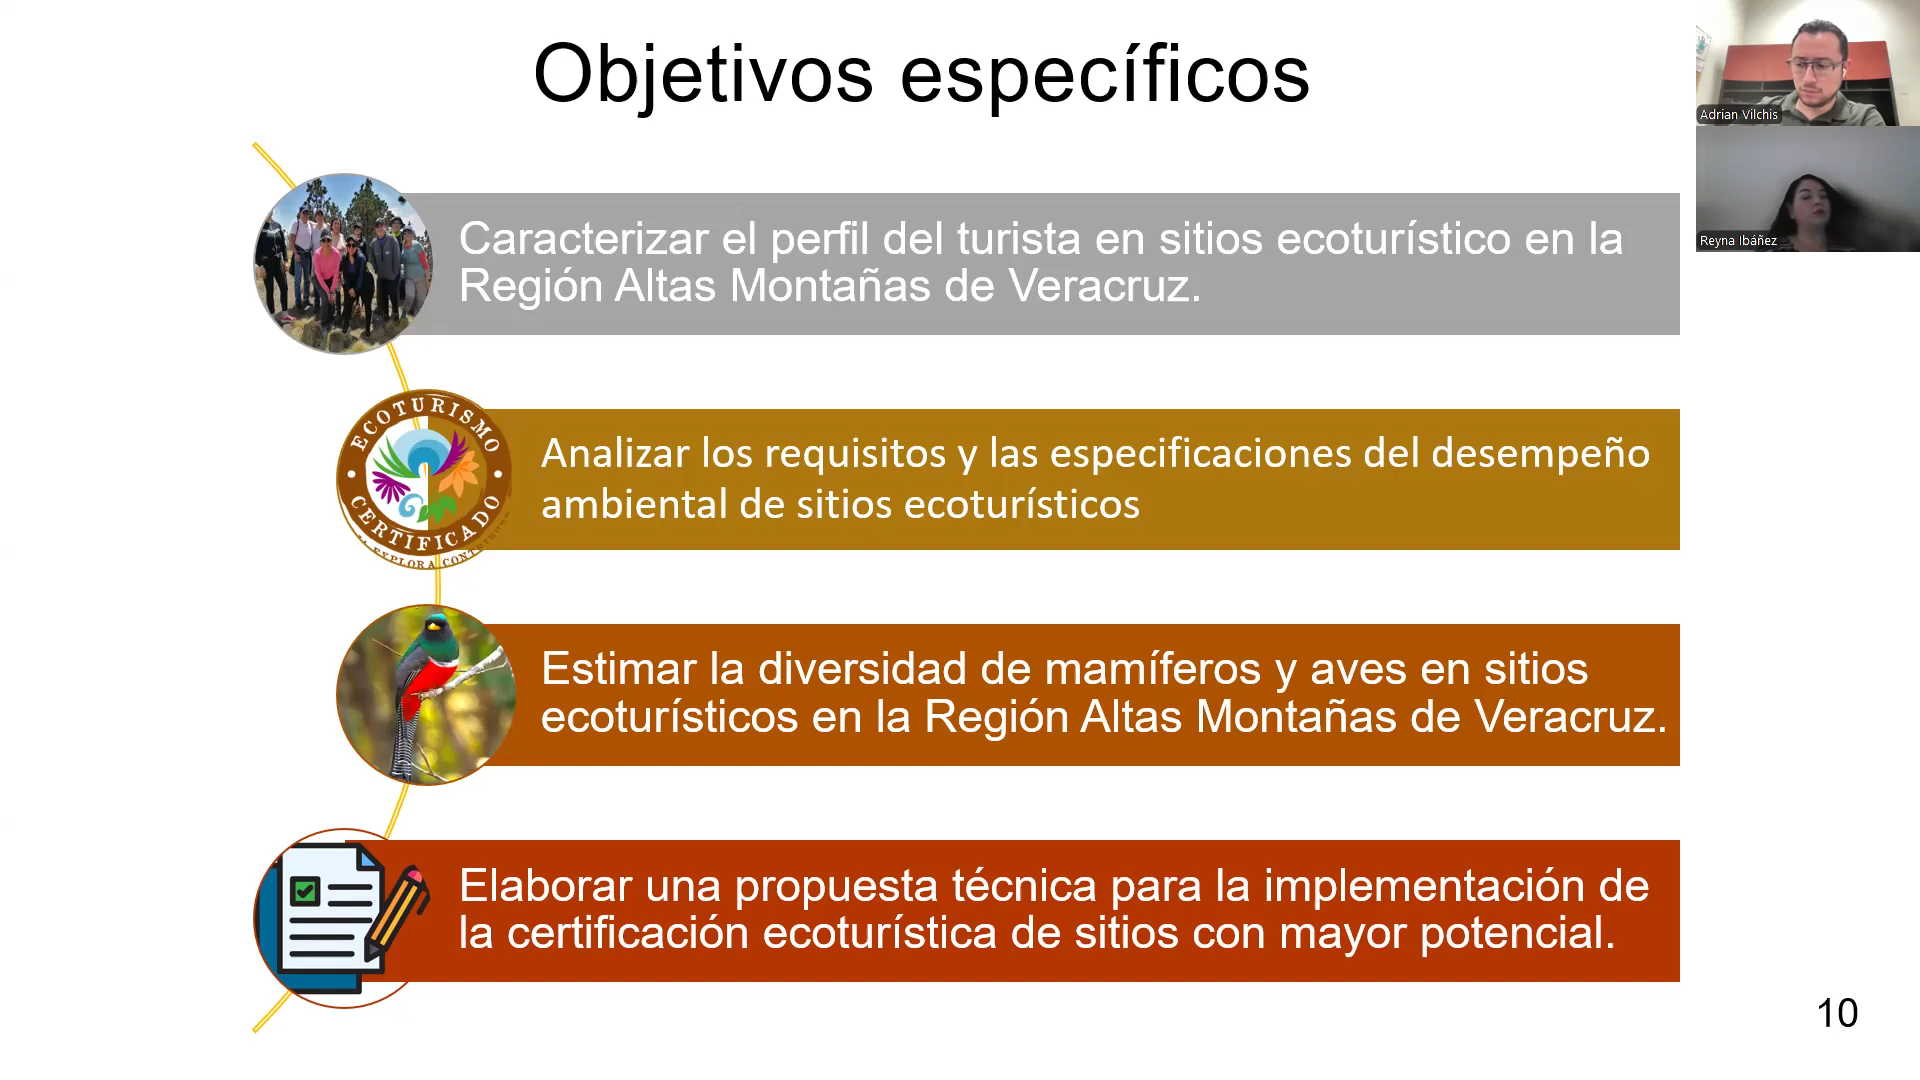 Objetivos específicos
Adrian Vilchis
Reyna Ibáñez
Caracterizar el perfil del turista en sitios ecoturístico en la
Región Altas Montañas de Veracruz.
ECOTURISMO
CERTIFICADO
EXPLORA
Analizar los requisitos y las especificaciones del desempeño
ambiental de sitios ecoturísticos
Estimar la diversidad de mamíferos y aves en sitios
ecoturísticos en la Región Altas Montañas de Veracruz.
Elaborar una propuesta técnica para la implementación de
la certificación ecoturística de sitios con mayor potencial.
10